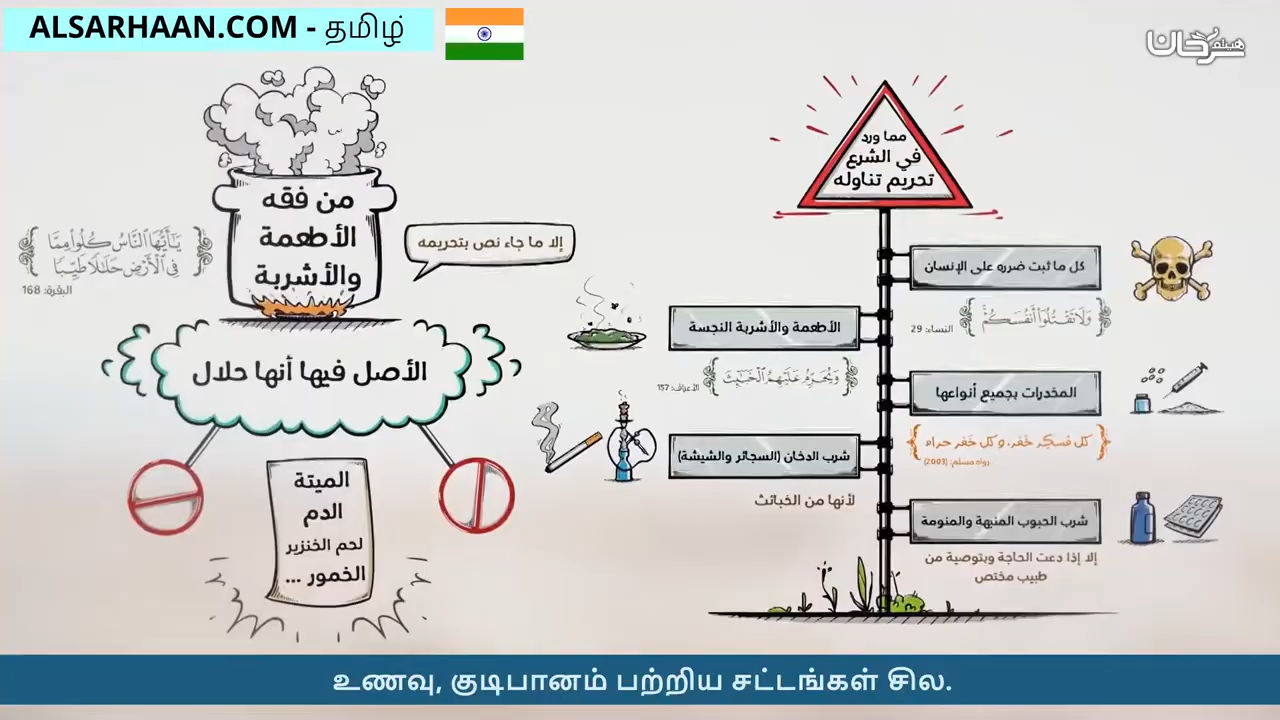 ALSARHAAN.COM - தமிழ்
هيثم سرحان
من فقه
الأطعمة
والأشربة
إلا ما جاء نص بتحريمه
يَا أَيُّهَا النَّاسُ كُلُوا مِمَّا
فِي الْأَرْضِ حَلَالًا طَيِّبًا
البقرة: 168
الأصل فيها أنها حلال
الميتة
الدم
لحم الخنزير
الخمور ...
مما ورد
في الشرع
تحريم تناوله
كل ما ثبت ضرره على الإنسان
وَلَا تَقْتُلُوا أَنفُسَكُمْ
النساء: 29
الأطعمة والأشربة النجسة
وَيُحَرِّمُ عَلَيْهِمُ الْخَبَائِثَ
الأعراف: 157
المخدرات بجميع أنواعها
كل مسكر خمر، وكل خمر حرام
رواه مسلم: (2003)
شرب الدخان (السجائر والشيشة)
لأنها من الخبائث
شرب الحبوب المنبهة والمنومة
إلا إذا دعت الحاجة وبتوصية من
طبيب مختص
உணவு, குடிபானம் பற்றிய சட்டங்கள் சில.